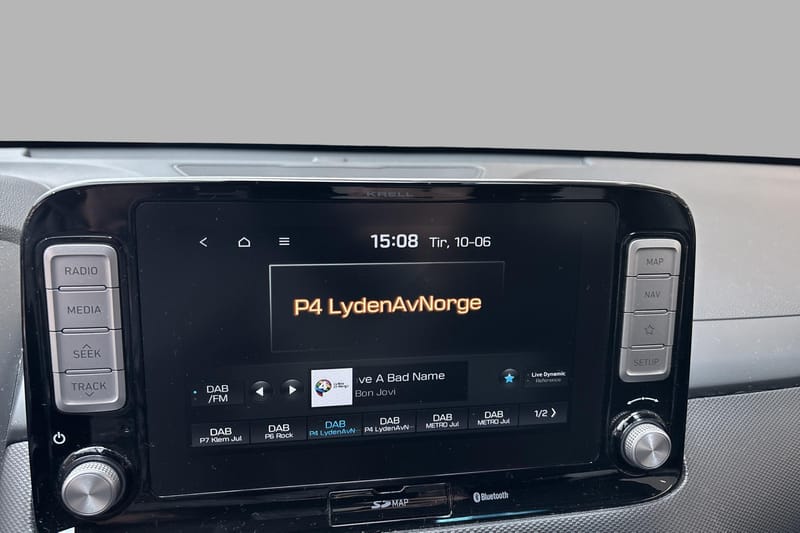 KRELL
15:08 Tir, 10-06
RADIO
MEDIA
SEEK
TRACK
MAP
NAV
SETUP
P4 LydenAvNorge
DAB
/FM
4
ve A Bad Name
Bon Jovi
Live Dynamic
Reference
DAB DAB DAB DAB DAB DAB 1/2
P7 Klem Jul P6 Rock P4 LydenAvN·· P4 LydenAvN·· METRO Jul METRO Jul
SD MAP
Bluetooth